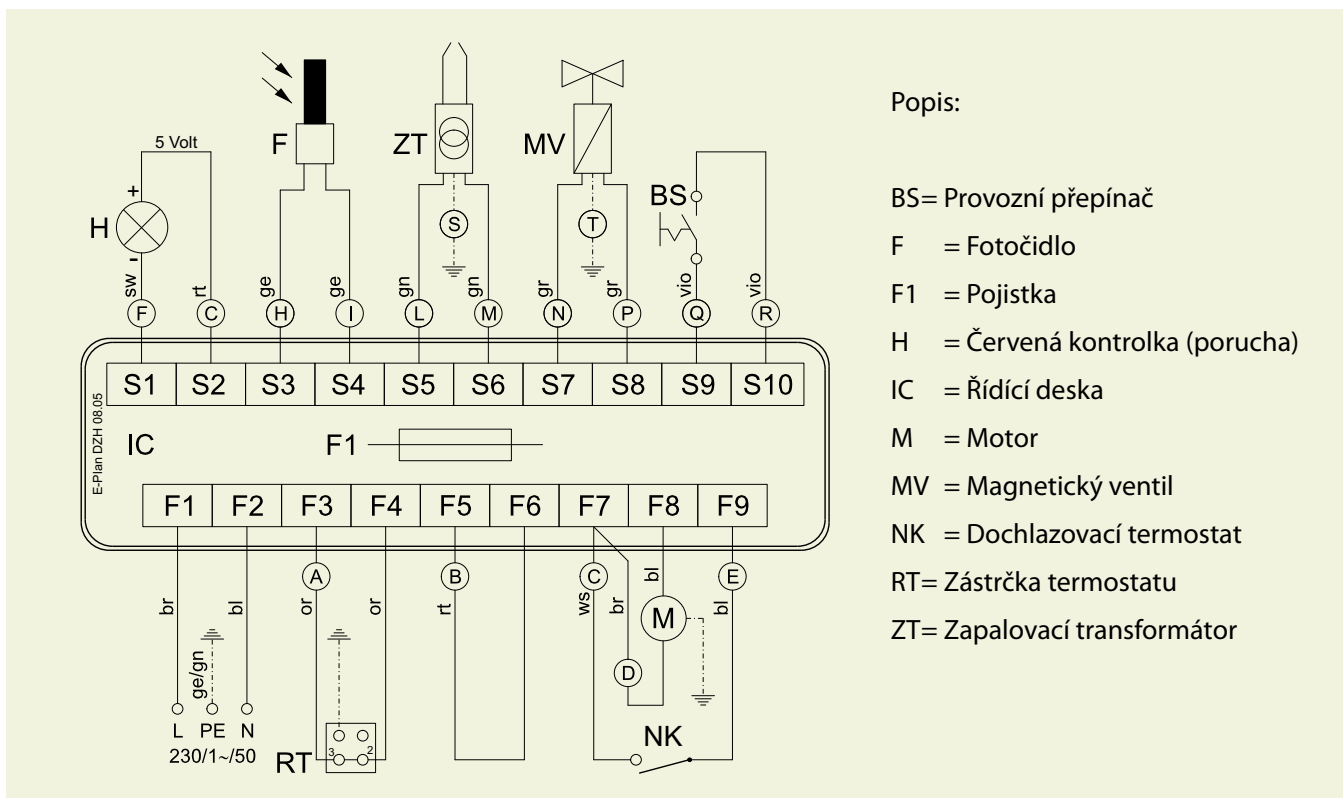 5 Volt
F
ZT
MV
BS
H
+
-
S
T
sw
rt
ge
ge
gn
gn
gr
gr
vio
vio
F
C
H
I
L
M
N
P
Q
R
S1 S2 S3 S4 S5 S6 S7 S8 S9 S10
E-Plan DZH 08.05
IC
F1
F1 F2 F3 F4 F5 F6 F7 F8 F9
A
B
C
E
br
ge/gn
bl
or
or
rt
ws
br
bl
bl
M
D
L PE N
230/1~/50
RT
3
2
NK
Popis:
BS= Provozní přepínač
F = Fotočidlo
F1 = Pojistka
H = Červená kontrolka (porucha)
IC = Řídící deska
M = Motor
MV = Magnetický ventil
NK = Dochlazovací termostat
RT= Zástrčka termostatu
ZT= Zapalovací transformátor